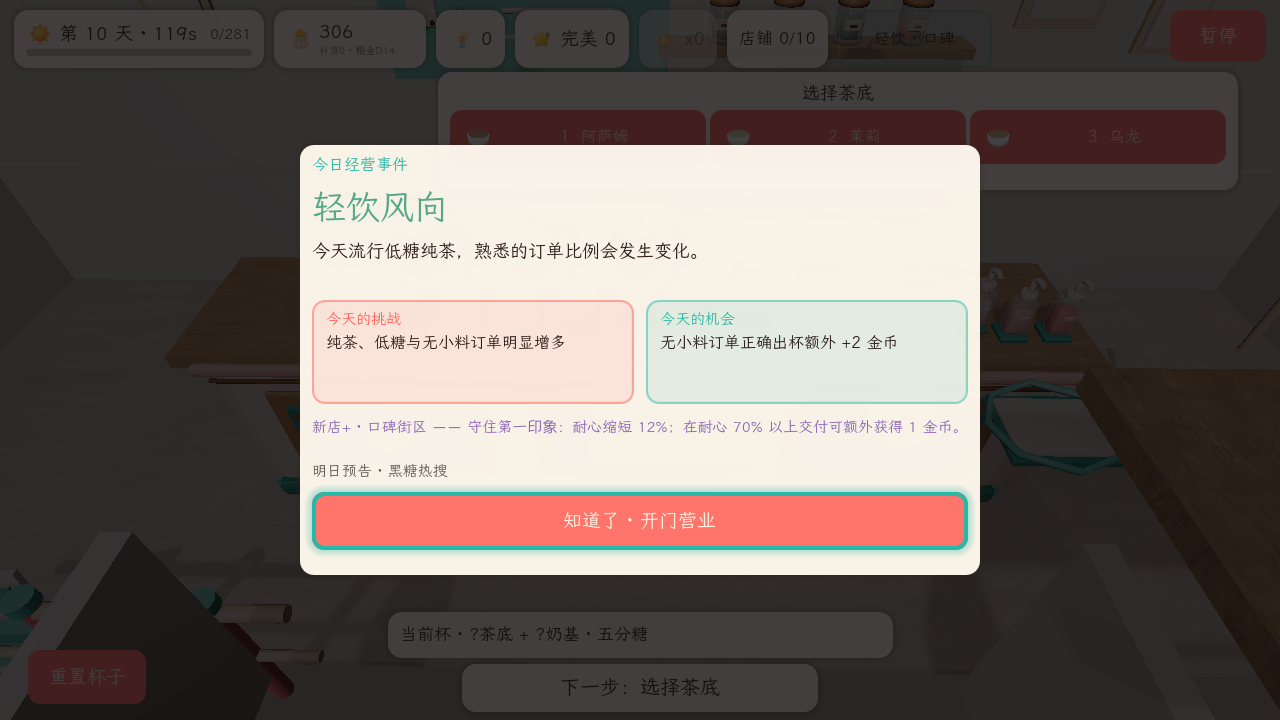 第 10 天·119s 0/281
306
补货0·租金D14
0
完美 0
x0
店铺 0/10
轻饮·口碑
暂停
选择茶底
1 阿萨姆
2 茉莉
3 乌龙
今日经营事件
轻饮风向
今天流行低糖纯茶，熟悉的订单比例会发生变化。
今天的挑战
纯茶、低糖与无小料订单明显增多
今天的机会
无小料订单正确出杯额外 +2 金币
新店+·口碑街区 —— 守住第一印象：耐心缩短 12%；在耐心 70% 以上交付可额外获得 1 金币。
明日预告·黑糖热搜
知道了·开门营业
当前杯·?茶底 + ?奶基·五分糖
重置杯子
下一步：选择茶底